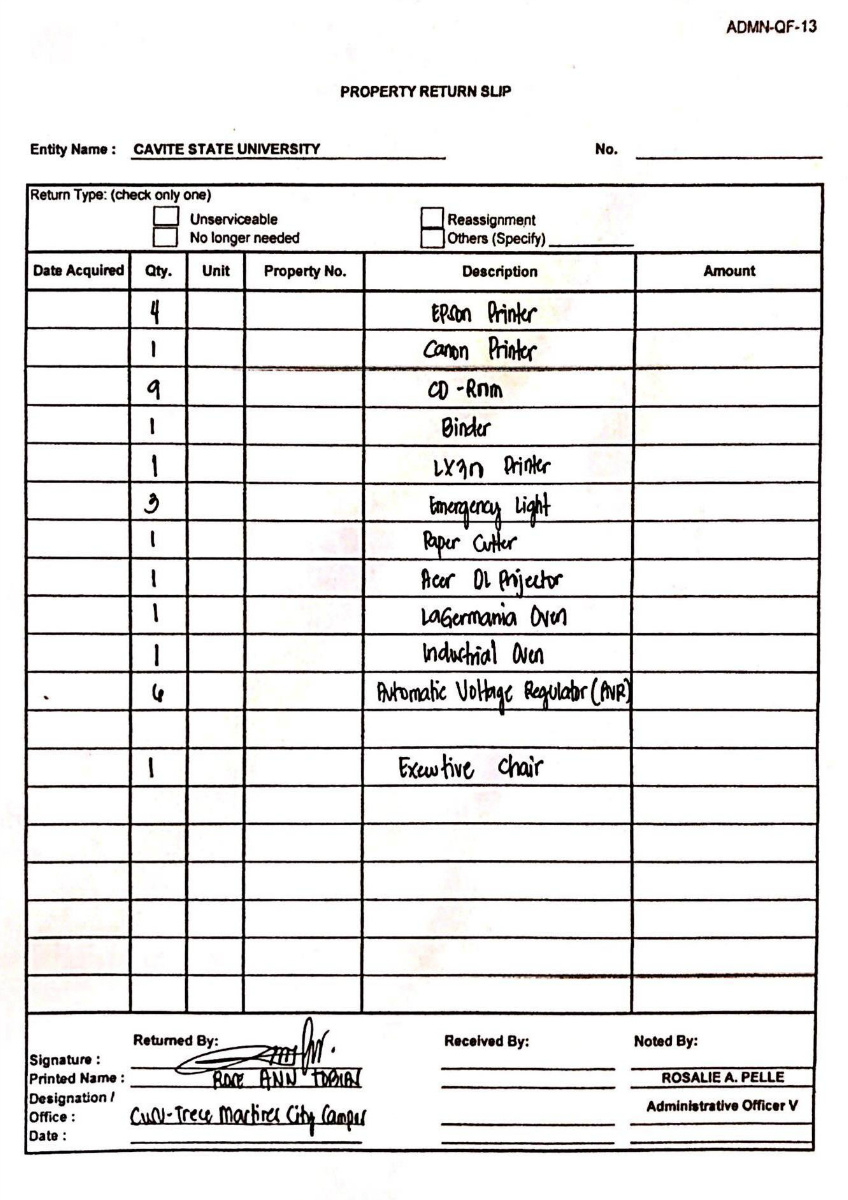 ADMN-QF-13
PROPERTY RETURN SLIP
Entity Name : CAVITE STATE UNIVERSITY No.
Return Type: (check only one)
Unserviceable Reassignment
No longer needed Others (Specify)
Date Acquired Qty. Unit Property No. Description Amount
4 EPSon Printer
1 Canon Printer
9 CD-Rom
1 Binder
1 Printer
3 Emergency Light
1 Paper Cutter
1 Acer DL Projector
1 LaGermania Oven
1 Industrial Oven
6 Automatic Voltage Regulator (AVR)
1 Executive Chair
Returned By: Received By: Noted By:
Signature :
Printed Name : ROSE ANN ROSALIE A. PELLE
Designation / Administrative Officer V
Office : CvSU-Trece Martires City Campus
Date :